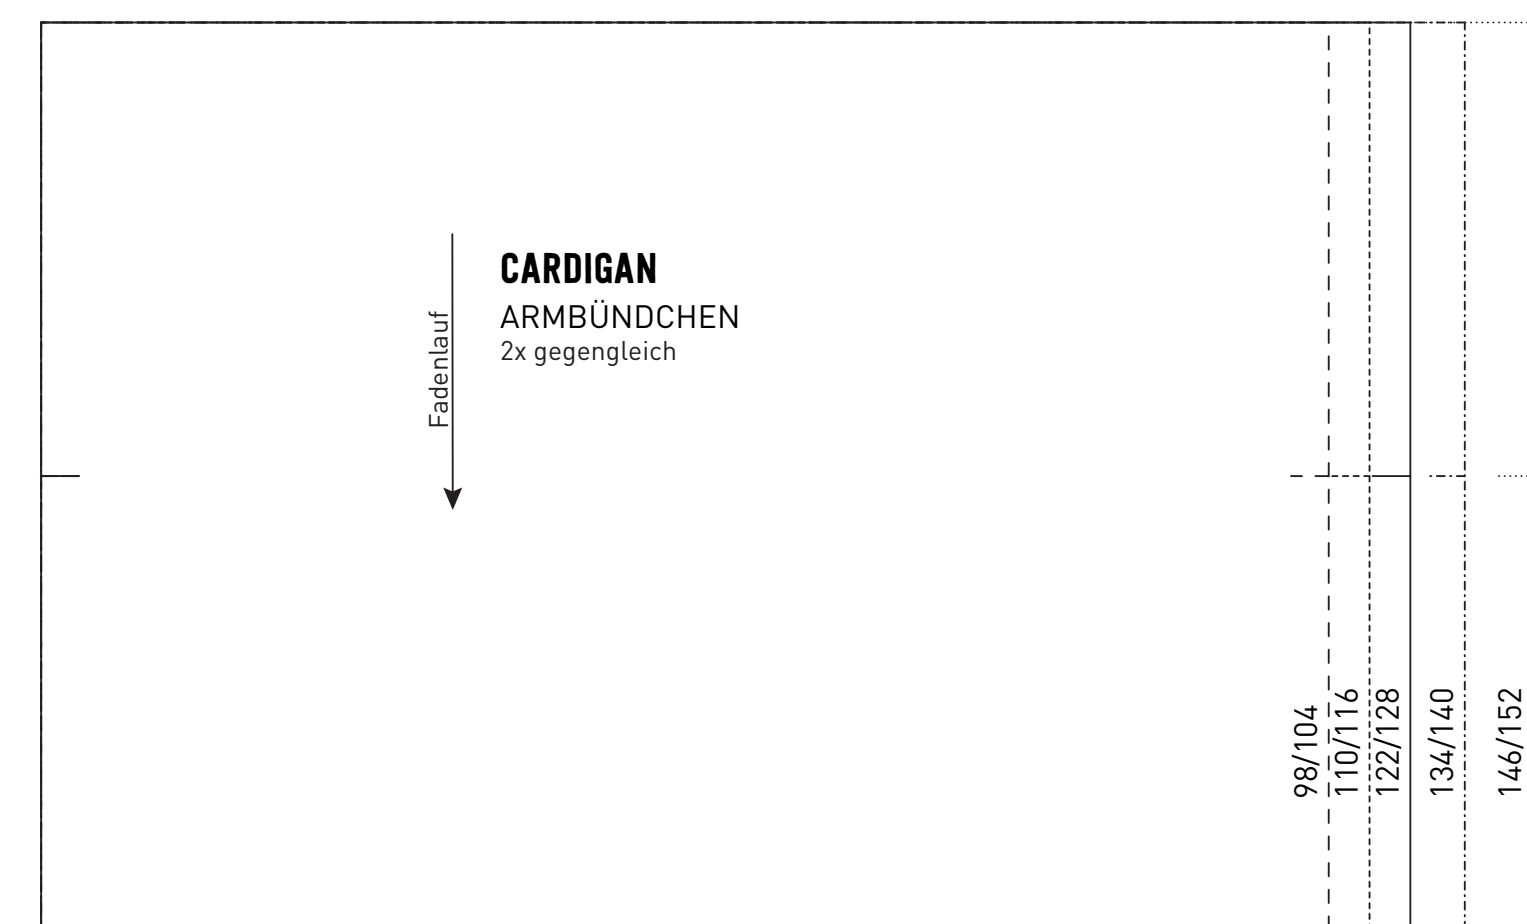 CARDIGAN
ARMBÜNDCHEN
2x gegengleich
Fadenlauf
98/104
110/116
122/128
134/140
146/152